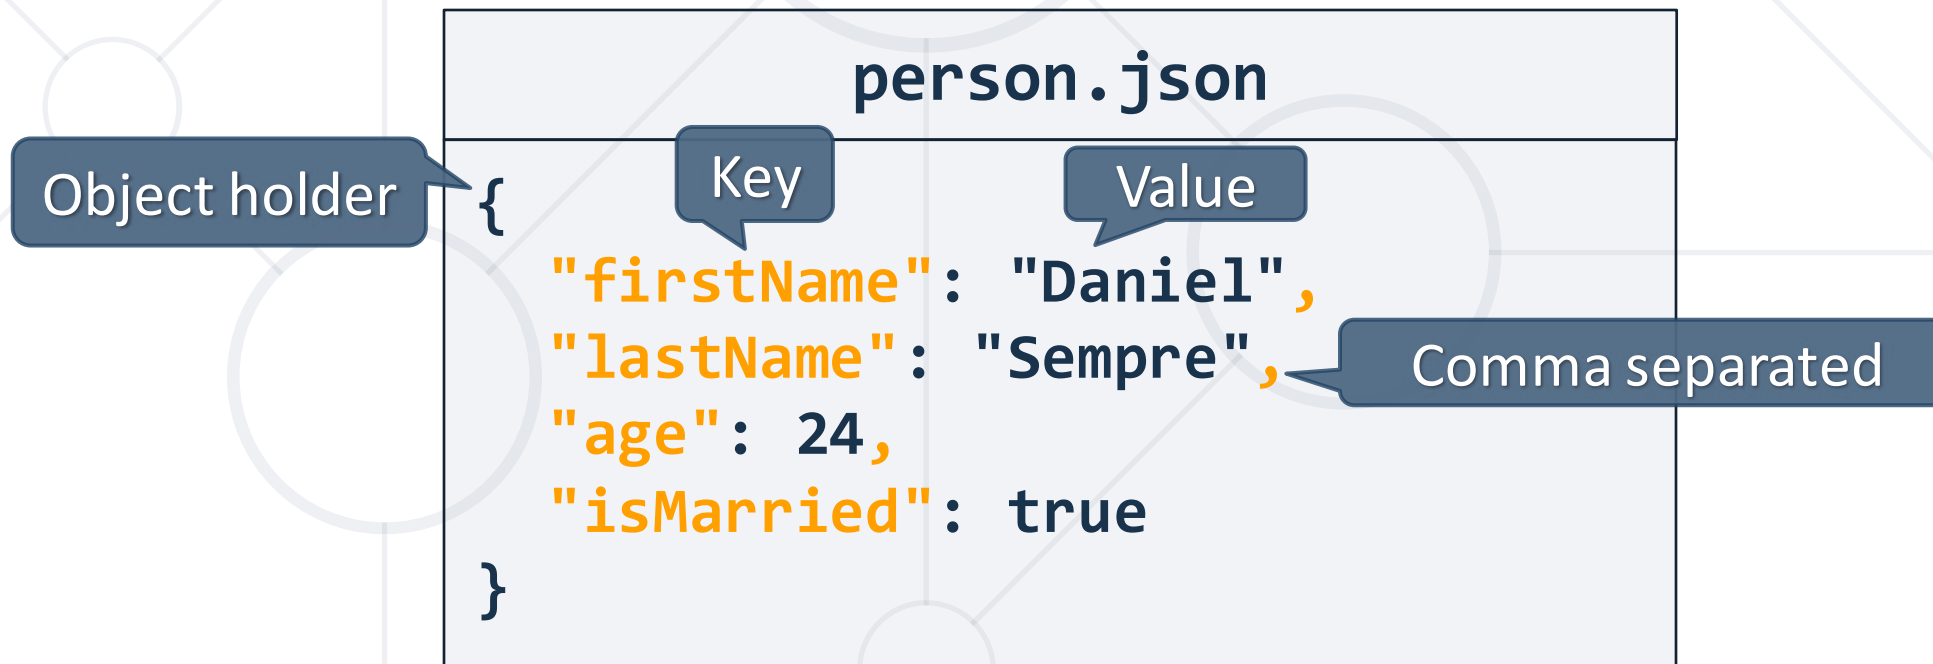 person.json
Object holder
Key
Value
{
"firstName": "Daniel",
"lastName": "Sempre",
Comma separated
"age": 24,
"isMarried": true
}